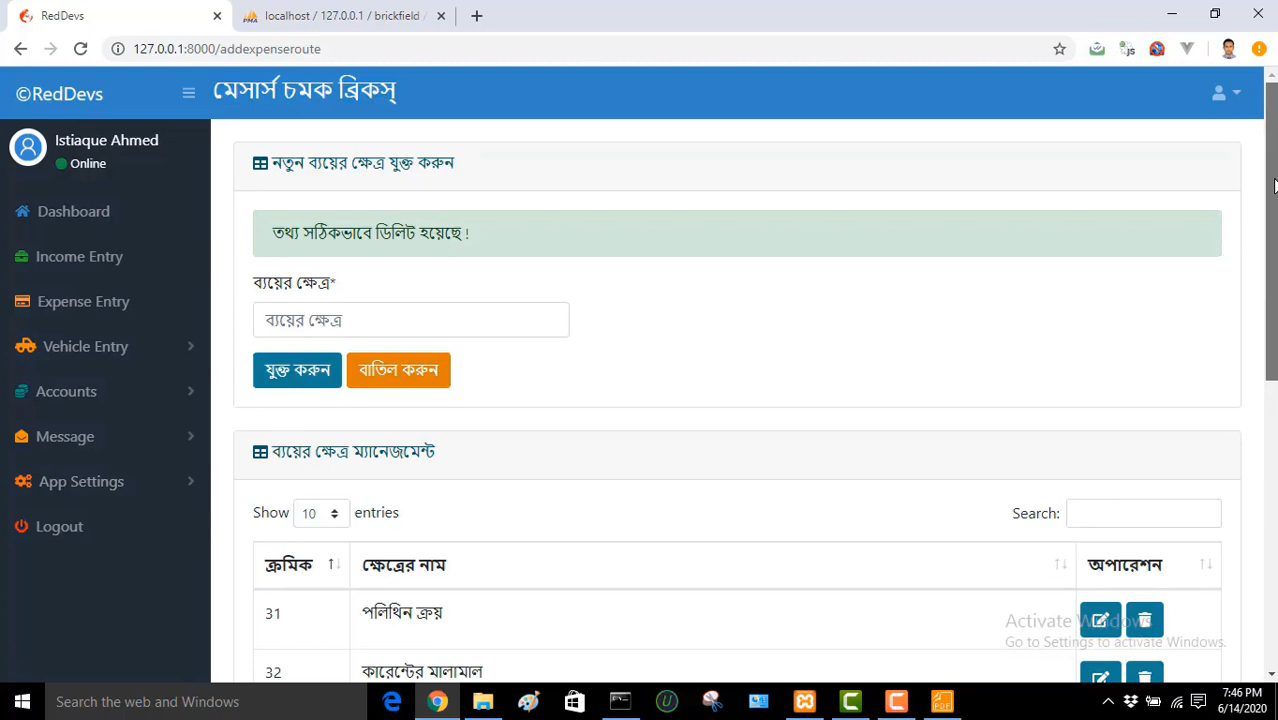 RedDevs
localhost / 127.0.0.1 / brickfield /
127.0.0.1:8000/addexpenseroute
©RedDevs
মেসার্স চমক ব্রিকস্
Istiaque Ahmed
Online
Dashboard
Income Entry
Expense Entry
Vehicle Entry
Accounts
Message
App Settings
Logout
নতুন ব্যয়ের ক্ষেত্র যুক্ত করুন
তথ্য সঠিকভাবে ডিলিট হয়েছে !
ব্যয়ের ক্ষেত্র*
ব্যয়ের ক্ষেত্র
যুক্ত করুন বাতিল করুন
ব্যয়ের ক্ষেত্র ম্যানেজমেন্ট
Show 10 entries Search:
ক্রমিক ক্ষেত্রের নাম অপারেশন
31 পলিথিন ক্রয়
32 কারেন্টের মালামাল
Activate Windows
Go to Settings to activate Windows.
Search the web and Windows
7:46 PM
6/14/2020